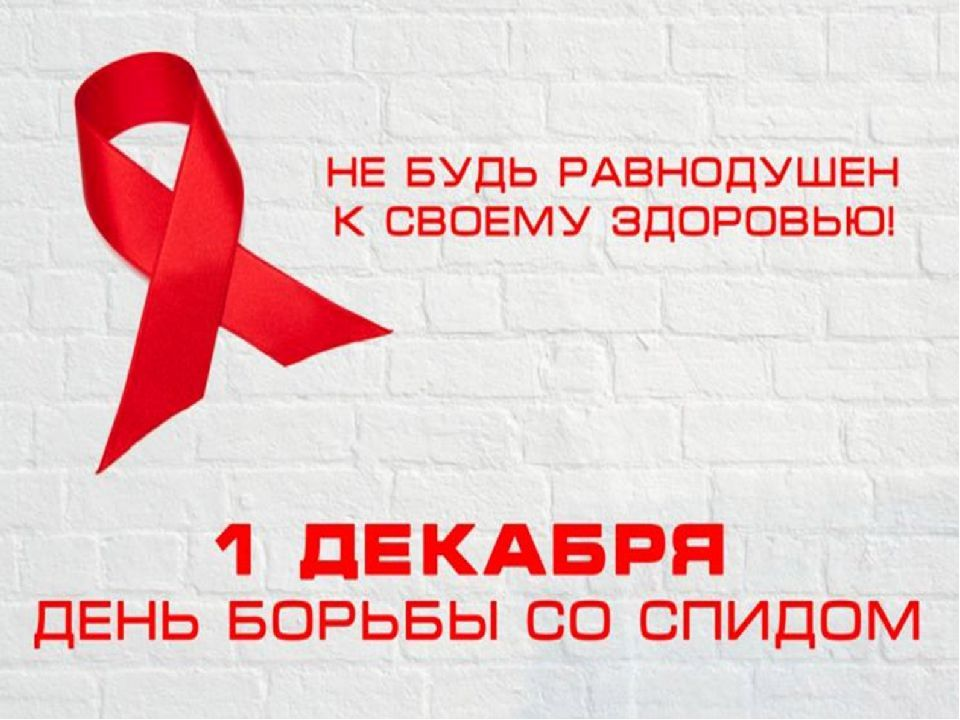 НЕ БУДЬ РАВНОДУШЕН
К СВОЕМУ ЗДОРОВЬЮ!
1 ДЕКАБРЯ
ДЕНЬ БОРЬБЫ СО СПИДОМ